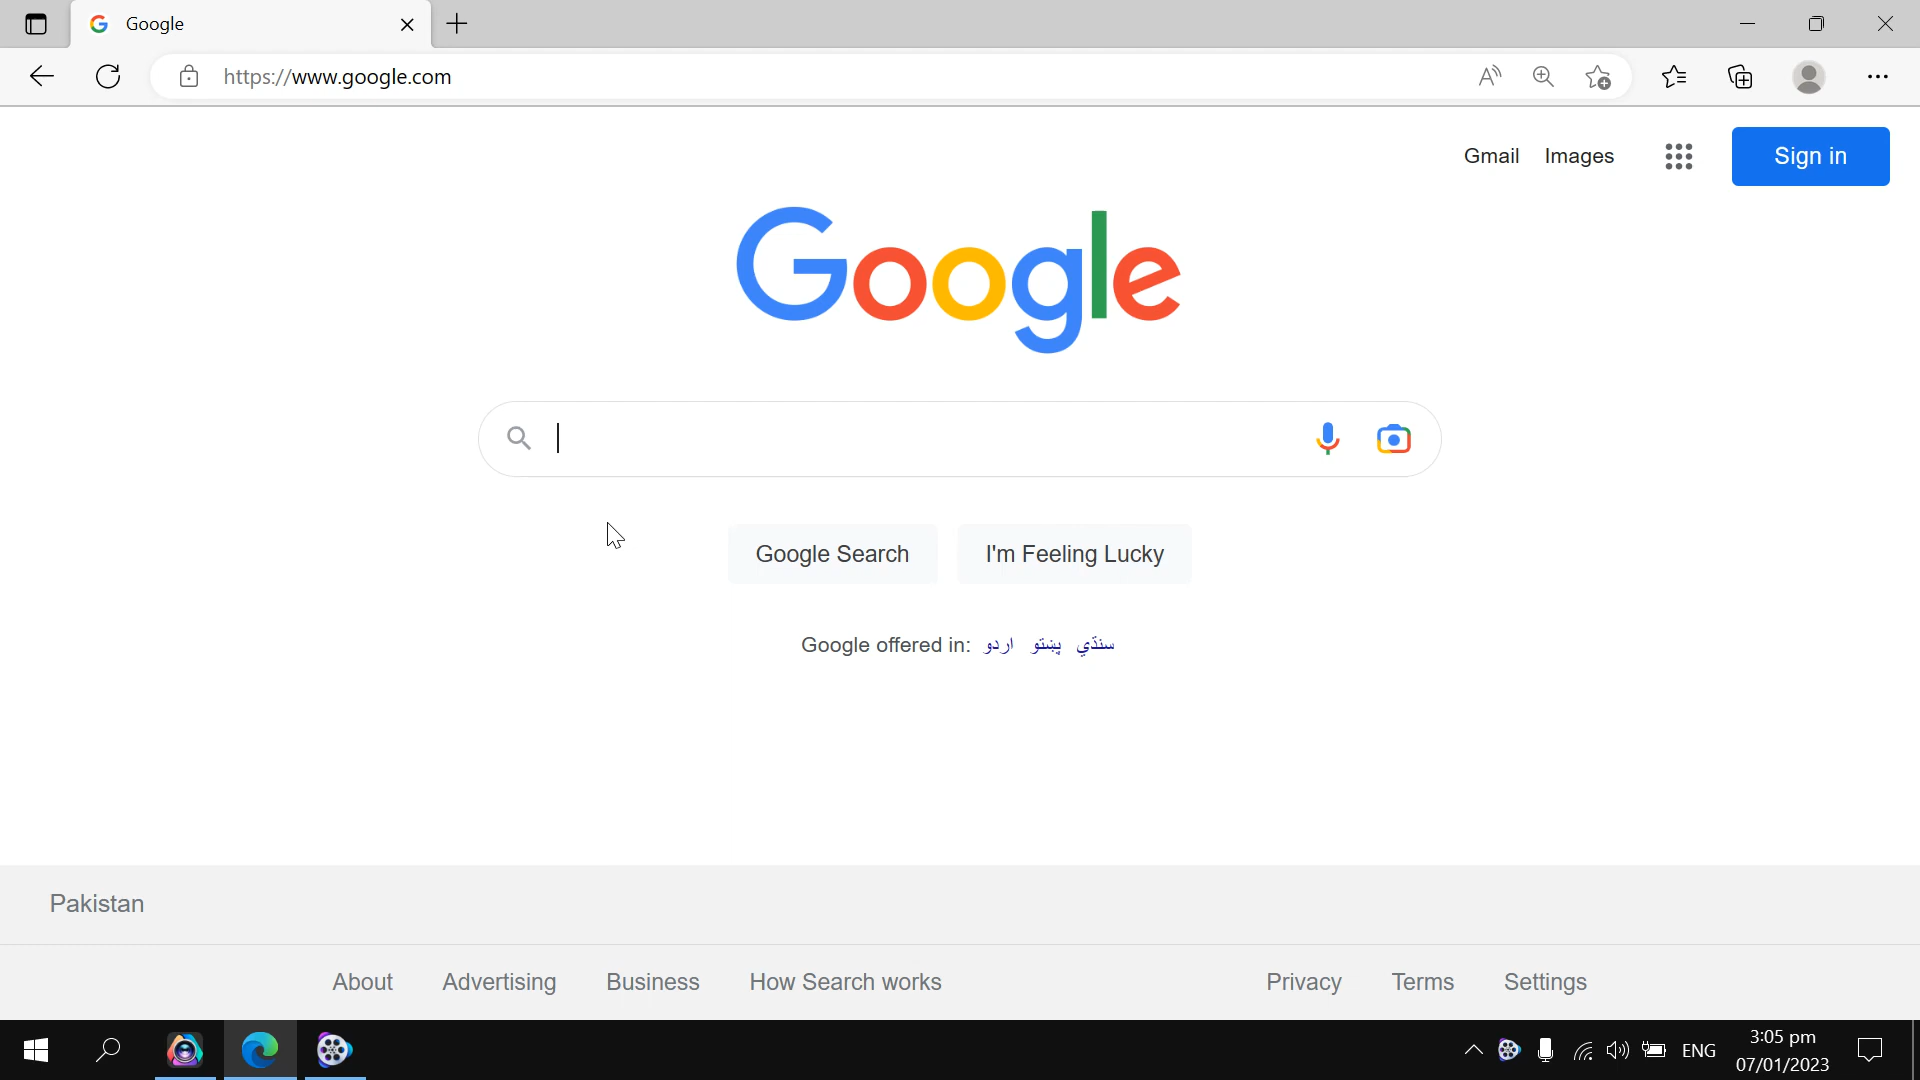 Google
https://www.google.com
Gmail Images Sign in
Google
Google Search I'm Feeling Lucky
Google offered in: اردو پښتو سنڌي
Pakistan
About Advertising Business How Search works Privacy Terms Settings
ENG 3:05 pm
07/01/2023